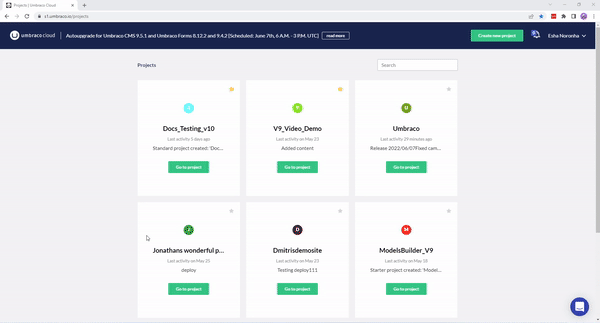 Projects | Umbraco Cloud
s1.umbraco.io/projects
umbraco cloud
Autoupgrade for Umbraco CMS 9.5.1 and Umbraco Forms 8.12.2 and 9.4.2 [Scheduled: June 7th, 6 A.M. - 3 P.M. UTC]
read more
Create new project
Esha Noronha
Projects
Search
Docs_Testing_v10
Last activity 5 days ago
Standard project created: 'Doc...
Go to project
V9_Video_Demo
Last activity on May 23
Added content
Go to project
U
Umbraco
Last activity 29 minutes ago
Release 2022/06/07Fixed cam...
Go to project
Jonathans wonderful p...
Last activity on May 25
deploy
Go to project
D
Dmitrisdemosite
Last activity on May 23
Testing deploy111
Go to project
M
ModelsBuilder_V9
Last activity on May 18
Starter project created: 'Model...
Go to project